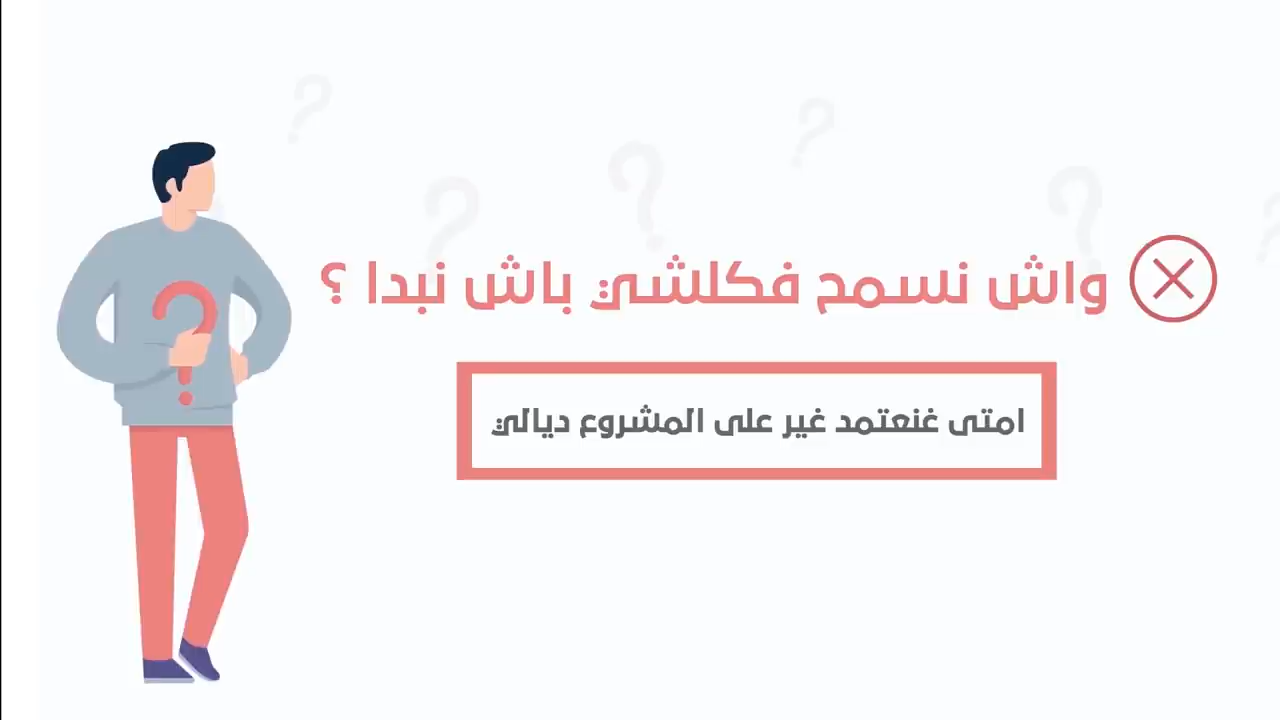 واش نسمح فكلشي باش نبدا ؟
امتى غنعتمد غير على المشروع ديالي